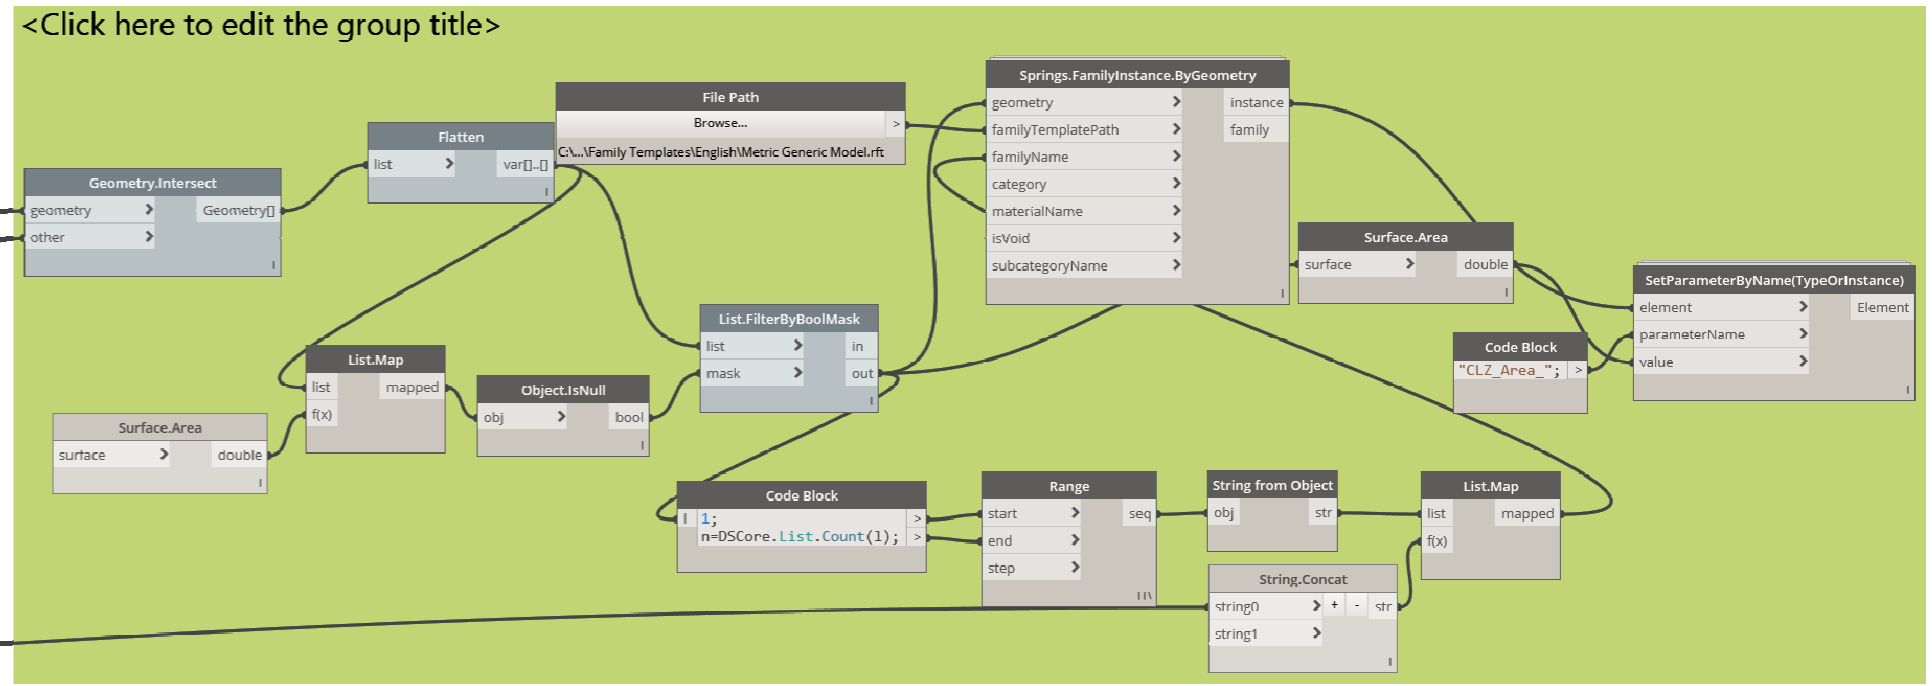 <Click here to edit the group title>
Geometry.Intersect
geometry > Geometry[]
other >
Flatten
list > var[]..[]
File Path
Browse... >
C:\...\Family Templates\English\Metric Generic Model.rft
Springs.FamilyInstance.ByGeometry
geometry > instance
familyTemplatePath > family
familyName >
category >
materialName >
isVoid >
subcategoryName >
Surface.Area
surface > double
SetParameterByName(TypeOrInstance)
element > Element
parameterName >
value >
Code Block
"CLZ_Area_"; >
List.FilterByBoolMask
list > in
mask > out
List.Map
list mapped
f(x)
Object.IsNull
obj > bool
Surface.Area
surface > double
Code Block
l 1; >
n=DSCore.List.Count(l); >
Range
start > seq
end >
step >
String from Object
obj str
List.Map
list mapped
f(x)
String.Concat
string0 > + - str
string1 >